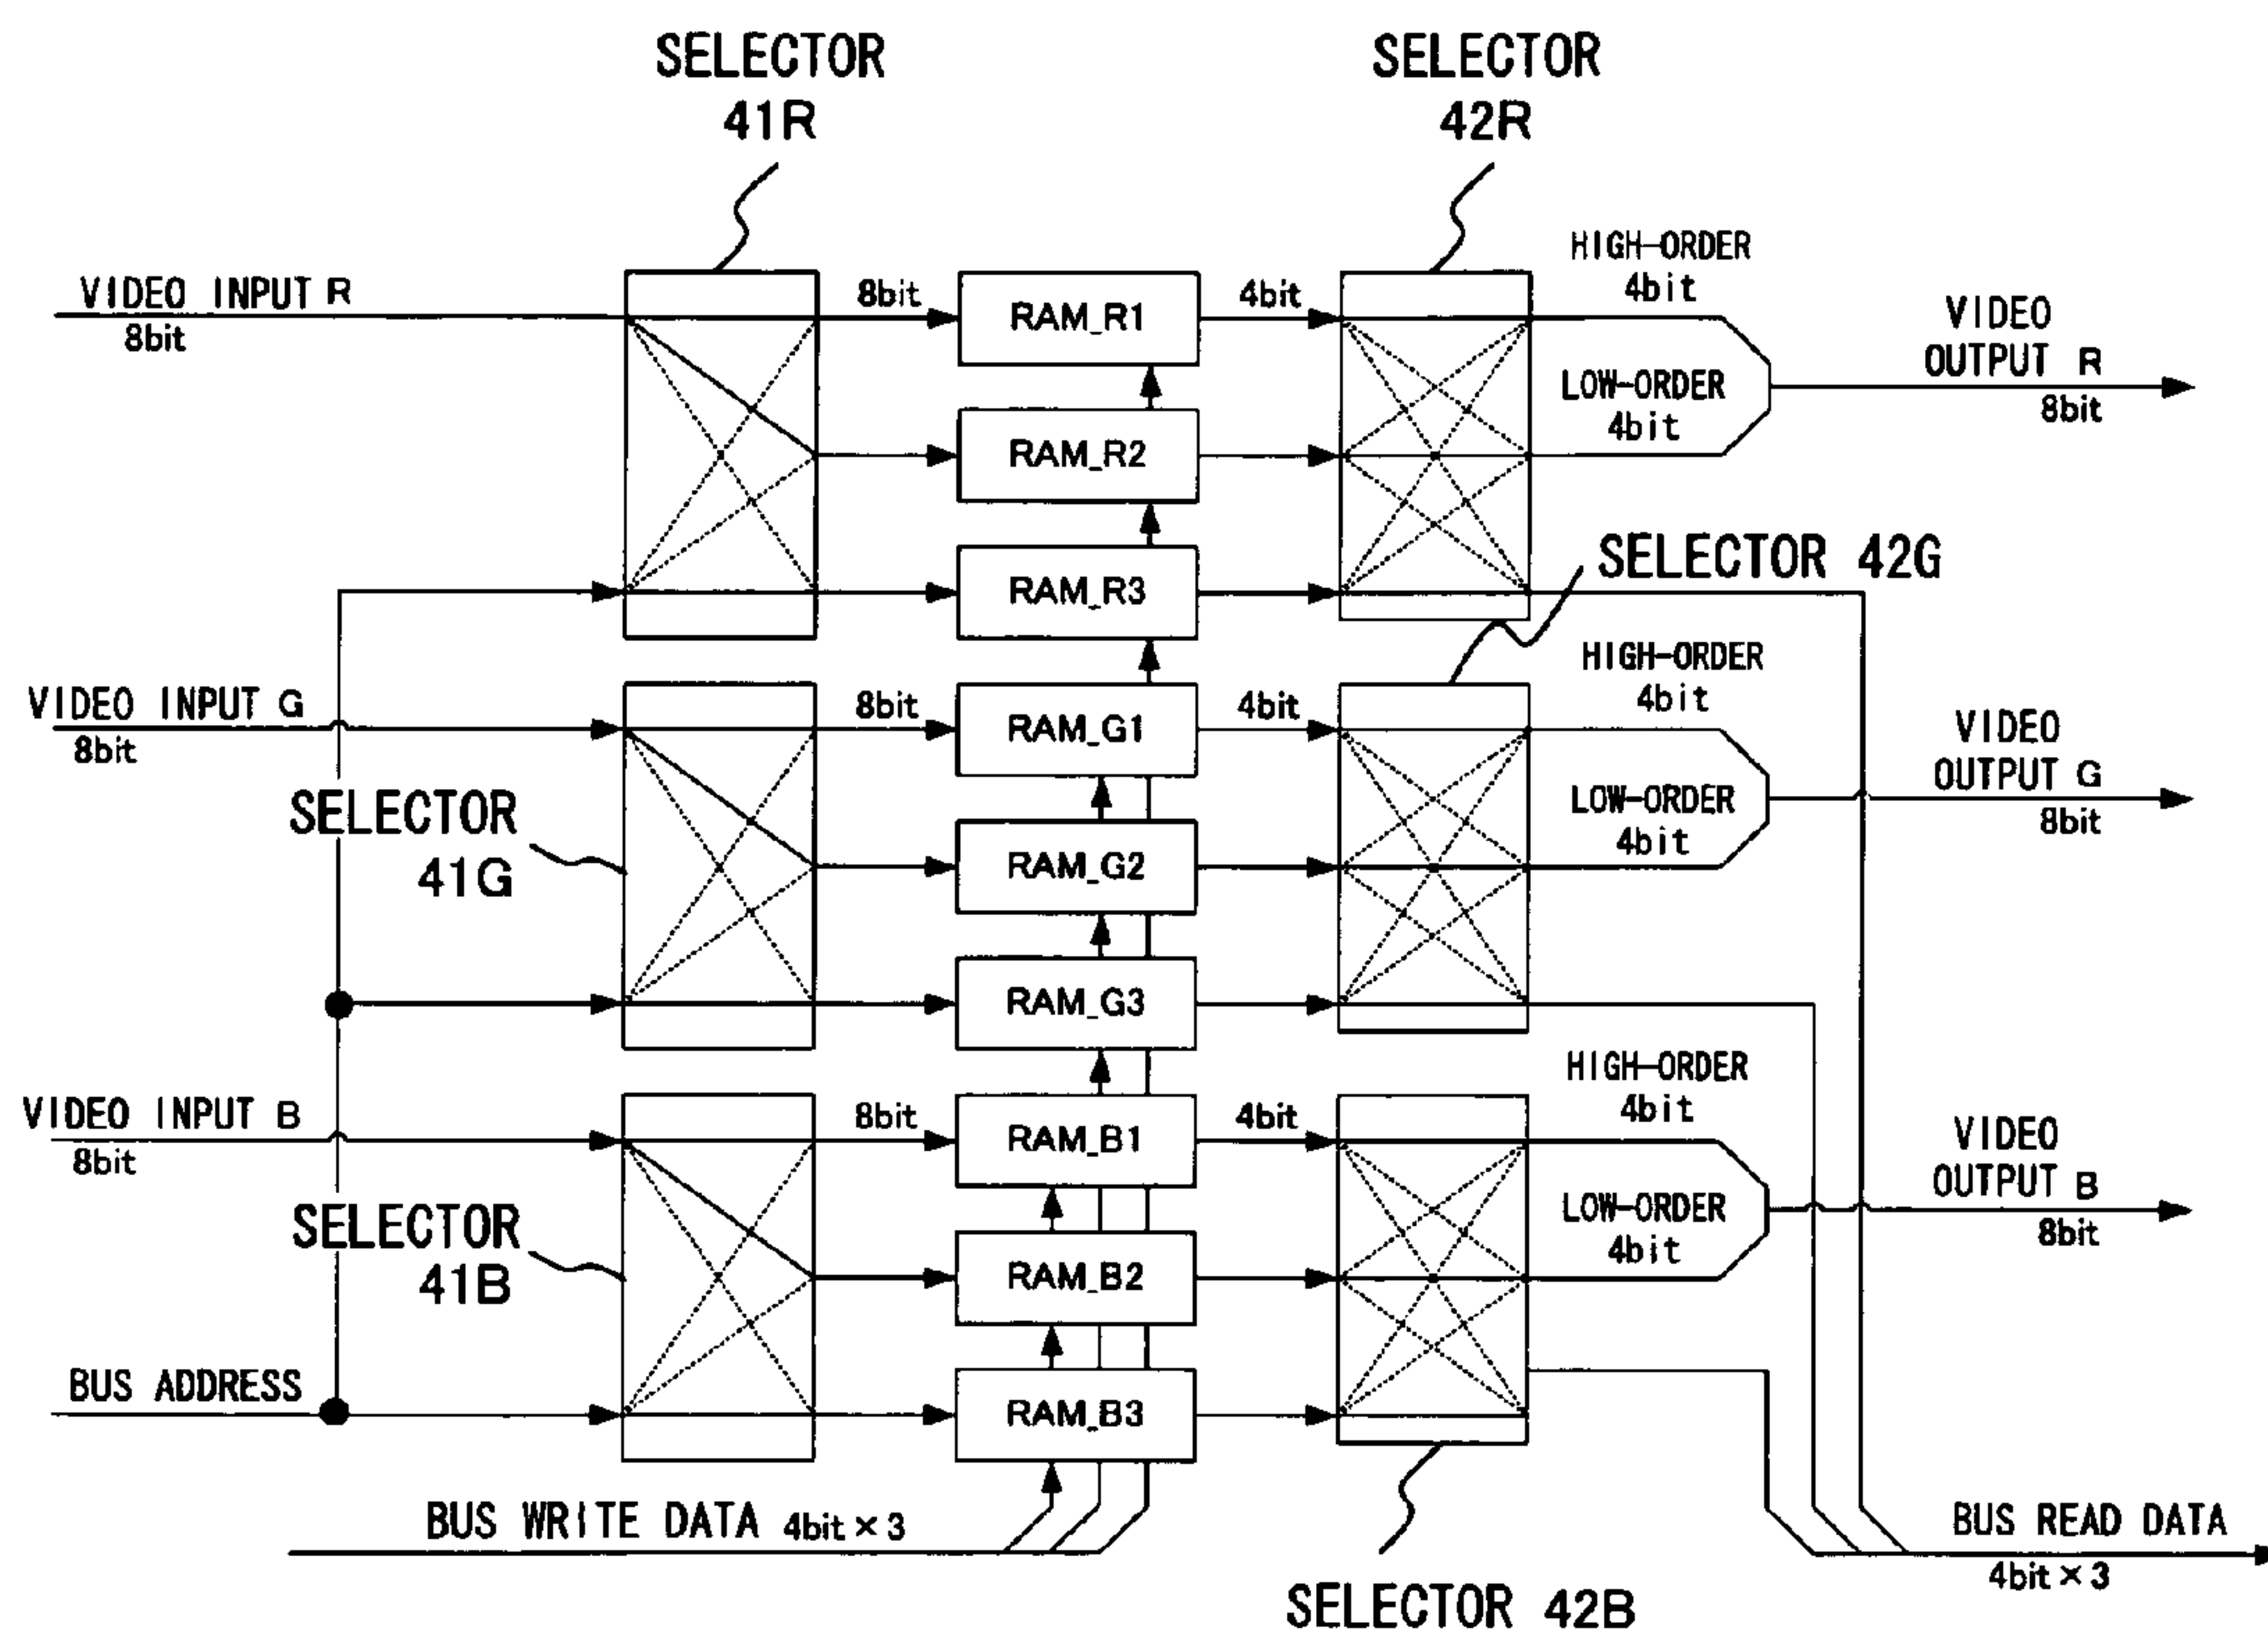 SELECTOR
41R
SELECTOR
42R
HIGH-ORDER
4bit
VIDEO INPUT R
8bit
8bit
RAM_R1
4bit
VIDEO
OUTPUT R
8bit
LOW-ORDER
4bit
RAM_R2
RAM_R3
SELECTOR 42G
HIGH-ORDER
4bit
VIDEO INPUT G
8bit
8bit
RAM_G1
4bit
VIDEO
OUTPUT G
8bit
LOW-ORDER
4bit
SELECTOR
41G
RAM_G2
RAM_G3
HIGH-ORDER
4bit
VIDEO INPUT B
8bit
8bit
RAM_B1
4bit
VIDEO
OUTPUT B
8bit
LOW-ORDER
4bit
SELECTOR
41B
RAM_B2
BUS ADDRESS
RAM_B3
BUS WRITE DATA 4bit × 3
BUS READ DATA
4bit × 3
SELECTOR 42B